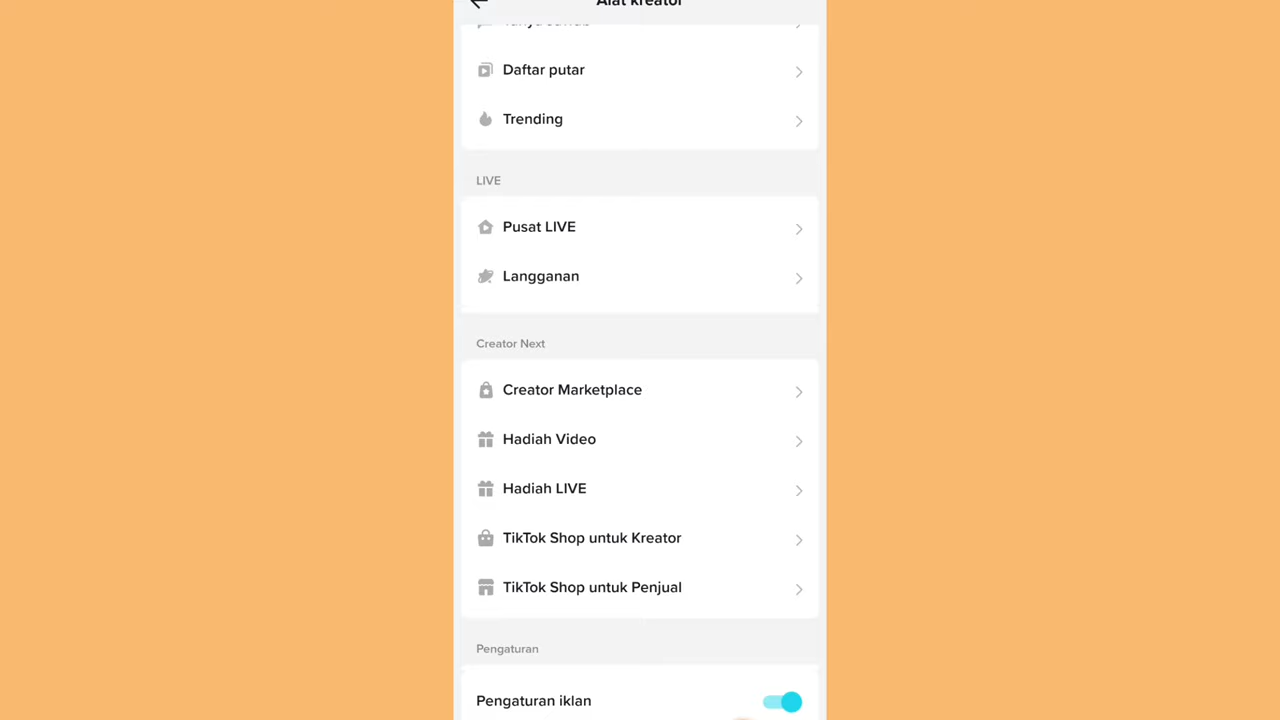 Alat kreator
Daftar putar
Trending
LIVE
Pusat LIVE
Langganan
Creator Next
Creator Marketplace
Hadiah Video
Hadiah LIVE
TikTok Shop untuk Kreator
TikTok Shop untuk Penjual
Pengaturan
Pengaturan iklan